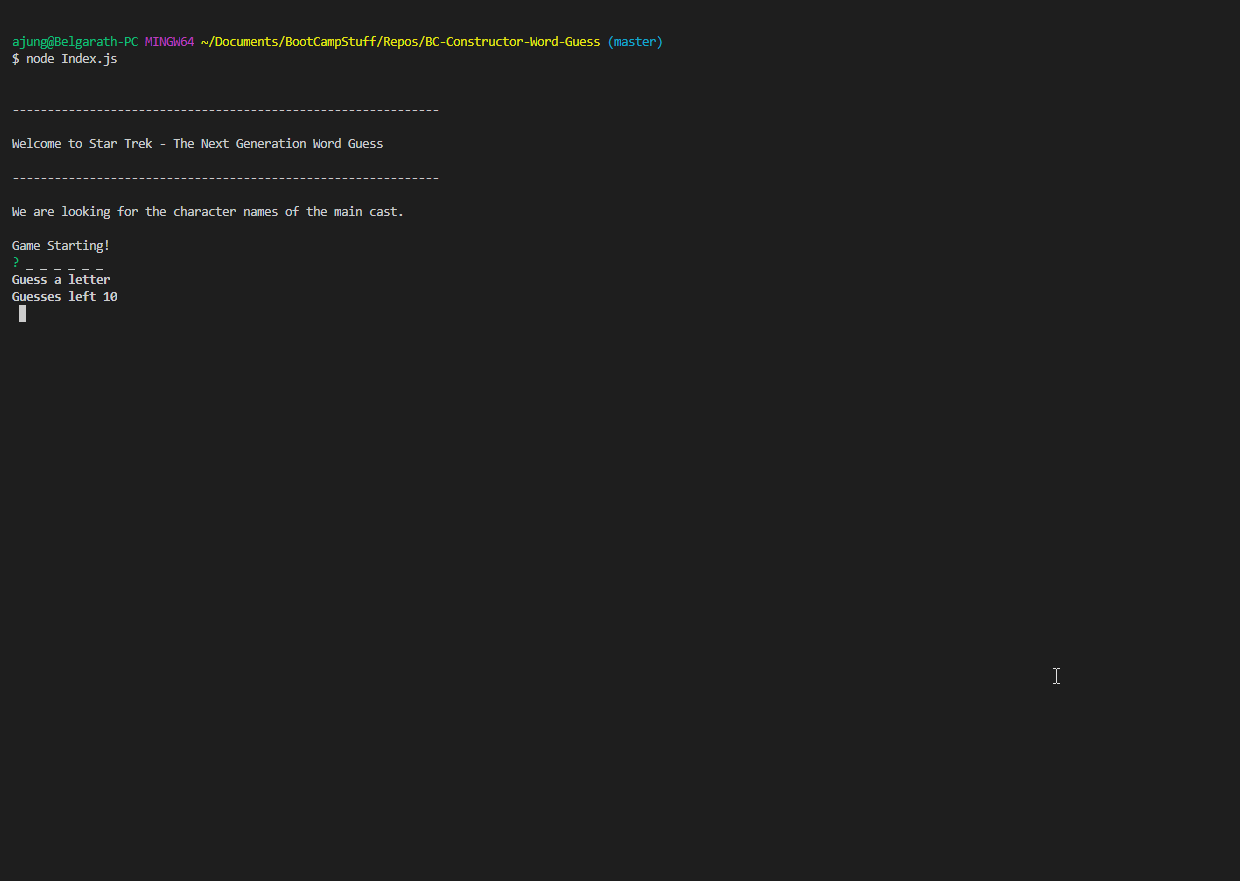 ajung@Belgarath-PC MINGW64 ~/Documents/BootCampStuff/Repos/BC-Constructor-Word-Guess (master)
$ node Index.js
-------------------------------------------------------------
Welcome to Star Trek - The Next Generation Word Guess
-------------------------------------------------------------
We are looking for the character names of the main cast.
Game Starting!
? _ _ _ _ _ _
Guess a letter
Guesses left 10